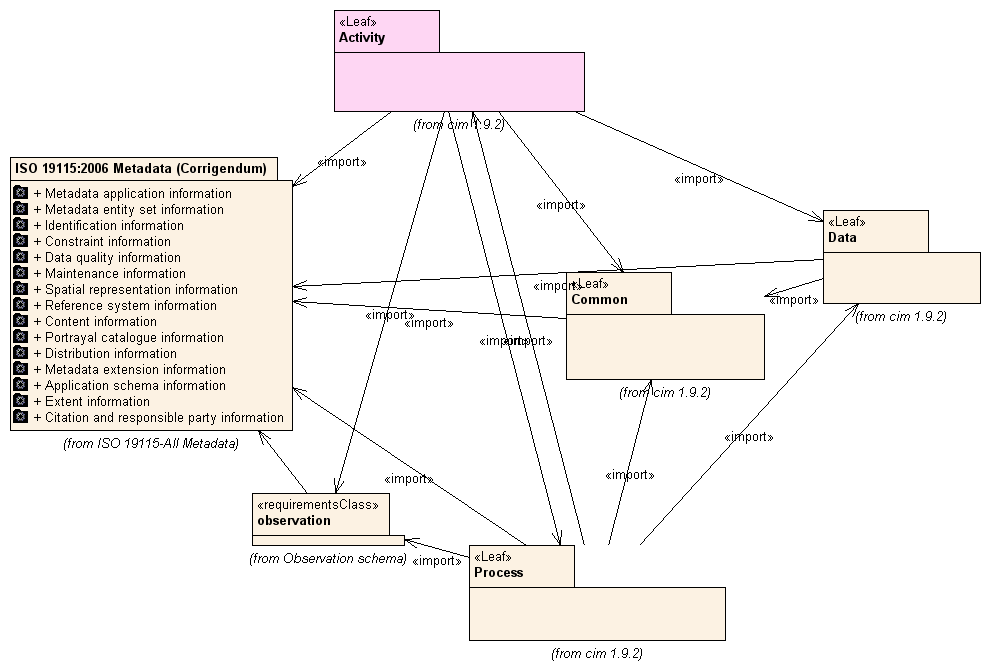 «Leaf»
Activity
(from cim 1.9.2)
«import»
ISO 19115:2006 Metadata (Corrigendum)
+ Metadata application information
+ Metadata entity set information
+ Identification information
+ Constraint information
+ Data quality information
+ Maintenance information
+ Spatial representation information
+ Reference system information
+ Content information
+ Portrayal catalogue information
+ Distribution information
+ Metadata extension information
+ Application schema information
+ Extent information
+ Citation and responsible party information
(from ISO 19115-All Metadata)
«import»
«import»
«Leaf»
Data
(from cim 1.9.2)
«import»
«import»
«Leaf»
Common
(from cim 1.9.2)
«import»
«import»
«import»
«import»
«import»
«import»
«import»
«requirementsClass»
observation
(from Observation schema)
«import»
«Leaf»
Process
(from cim 1.9.2)